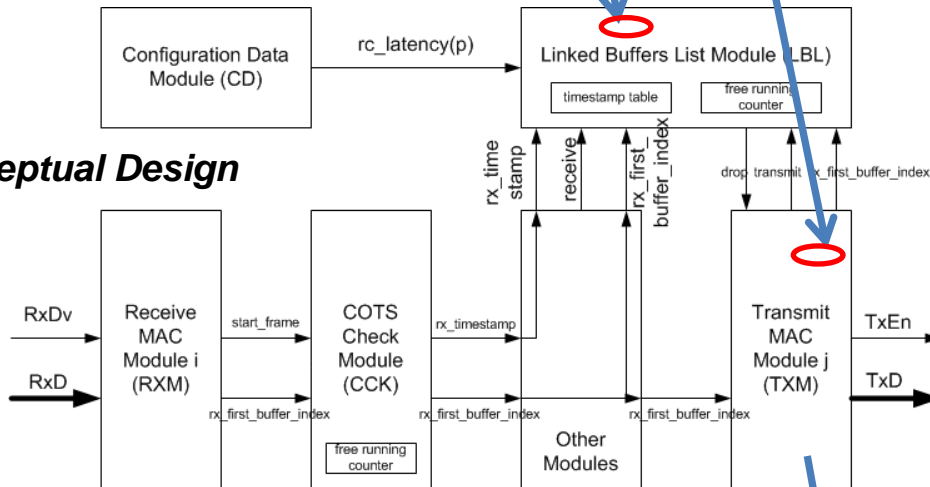 Configuration Data
Module (CD)
rc_latency(p)
Linked Buffers List Module (LBL)
timestamp table
free running
counter
eptual Design
rx_time
stamp
receive
rx_first_
buffer_index
drop
transmit
rx_first_buffer_index
RxDv
RxD
Receive
MAC
Module i
(RXM)
start_frame
rx_first_buffer_index
COTS
Check
Module
(CCK)
free running
counter
rx_timestamp
rx_first_buffer_index
Other
Modules
rx_first_buffer_index
Transmit
MAC
Module j
(TXM)
TxEn
TxD